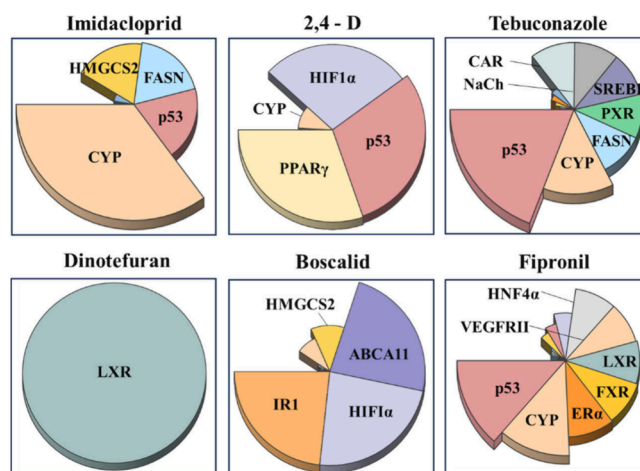 Imidacloprid
HMGCS2
FASN
p53
CYP
2,4 - D
HIF1α
CYP
p53
PPARγ
Tebuconazole
CAR
NaCh
SREBP
PXR
FASN
p53
CYP
Dinotefuran
LXR
Boscalid
HMGCS2
ABCA11
IR1
HIFIα
Fipronil
HNF4α
VEGFRII
LXR
p53
FXR
CYP
ERα